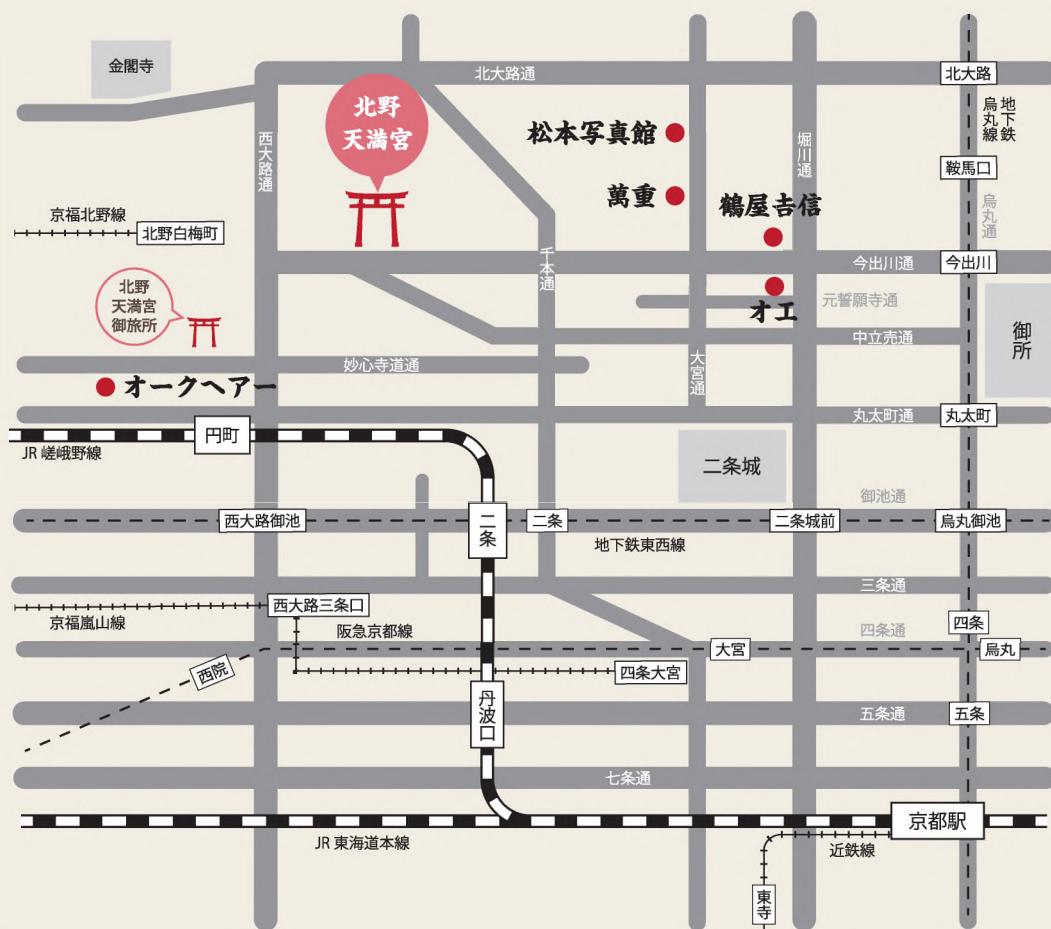 金閣寺
北大路通
北大路
北野
天満宮
西大路通
松本写真館
堀川通
地下鉄
烏丸線
鞍馬口
萬重
鶴屋𠮷信
烏丸通
京福北野線
北野白梅町
千本通
今出川通
今出川
北野
天満宮
御旅所
オエ
元誓願寺通
中立売通
御所
妙心寺道通
大宮通
オークヘアー
丸太町通
丸太町
円町
JR 嵯峨野線
二条城
御池通
西大路御池
二条
二条
二条城前
烏丸御池
地下鉄東西線
三条通
西大路三条口
京福嵐山線
阪急京都線
四条通
四条
大宮
烏丸
西院
四条大宮
丹波口
五条通
五条
七条通
京都駅
JR 東海道本線
近鉄線
東寺